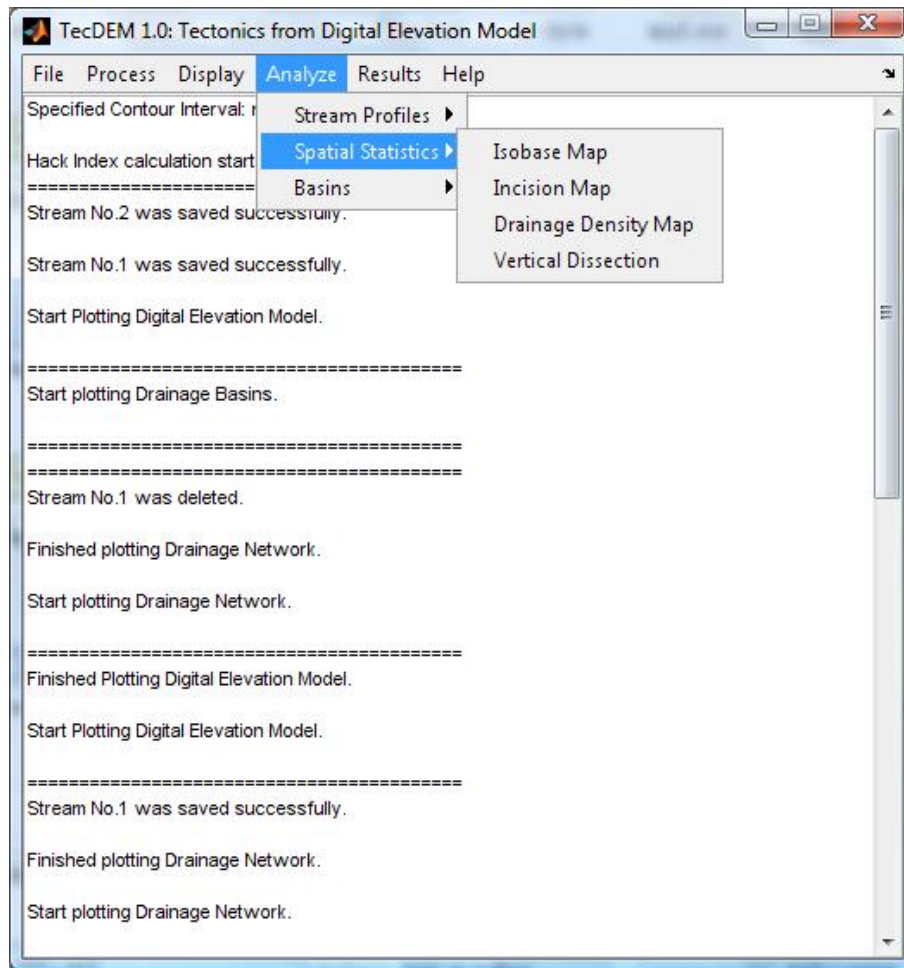 TecDEM 1.0: Tectonics from Digital Elevation Model
File Process Display Analyze Results Help
Specified Contour Interval:
Stream Profiles
Hack Index calculation start
Spatial Statistics
Isobase Map
==========================
Basins
Incision Map
Stream No.2 was saved successfully.
Drainage Density Map
Stream No.1 was saved successfully.
Vertical Dissection
Start Plotting Digital Elevation Model.
==========================================
Start plotting Drainage Basins.
==========================================
==========================================
Stream No.1 was deleted.
Finished plotting Drainage Network.
Start plotting Drainage Network.
==========================================
Finished Plotting Digital Elevation Model.
Start Plotting Digital Elevation Model.
==========================================
Stream No.1 was saved successfully.
Finished plotting Drainage Network.
Start plotting Drainage Network.